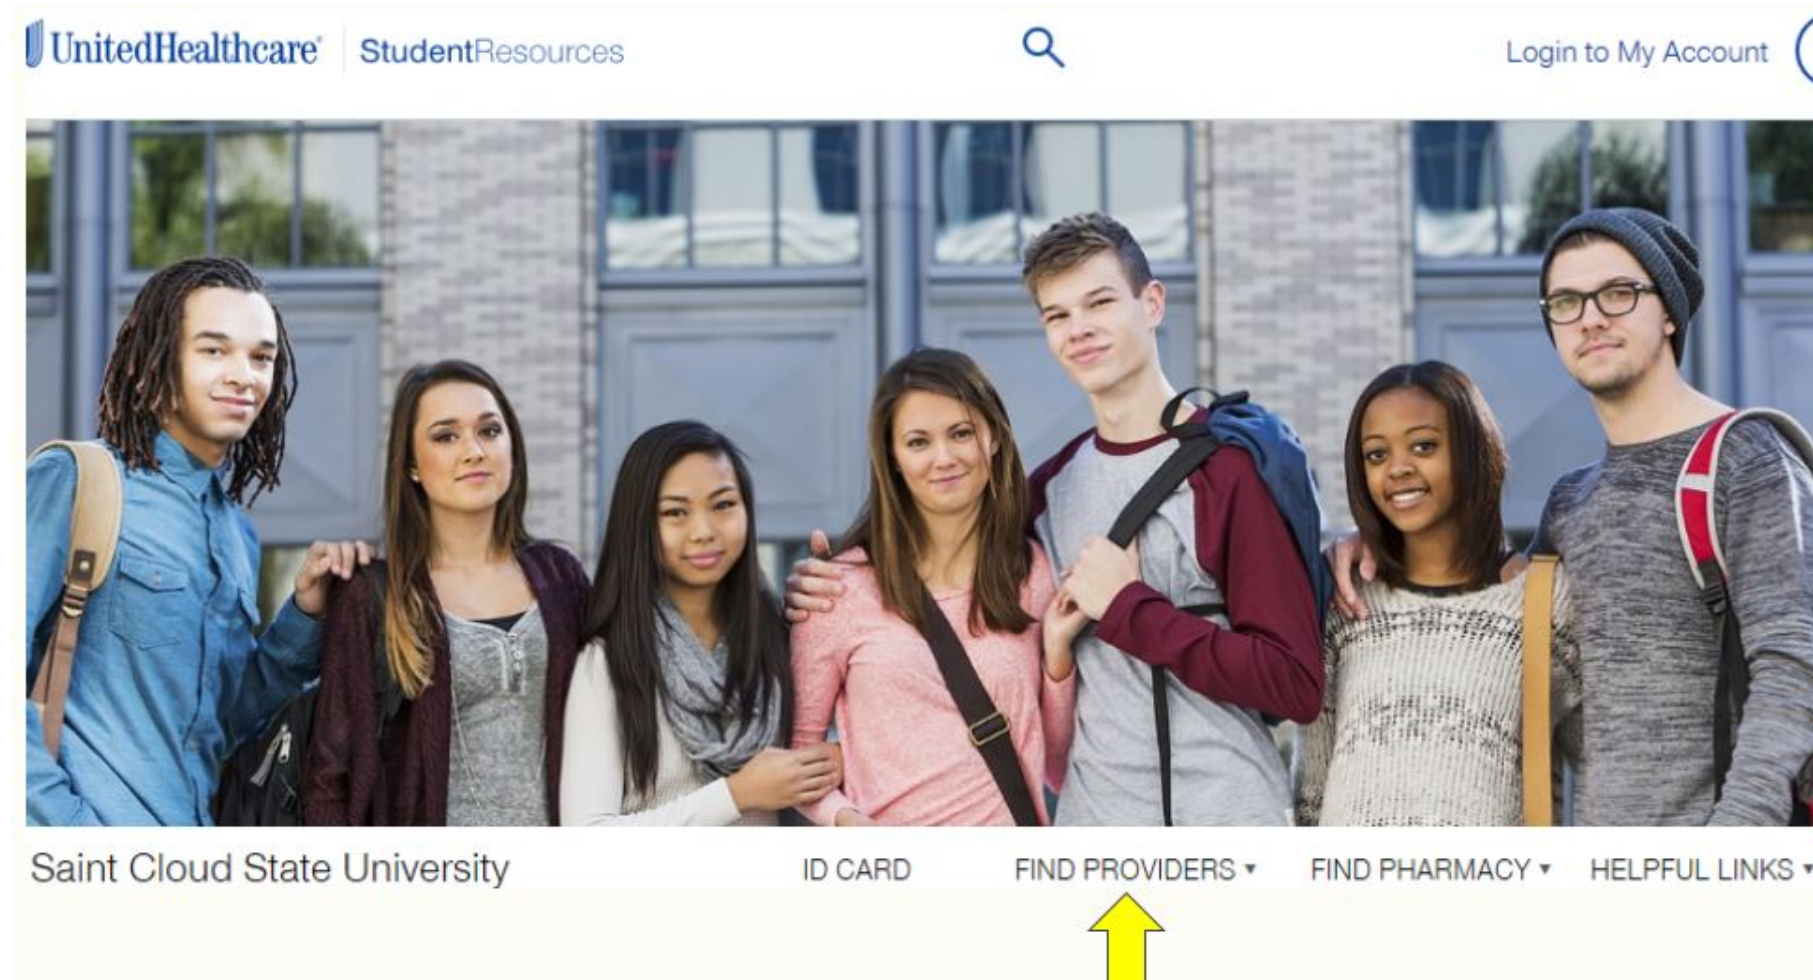 UnitedHealthcare® StudentResources Login to My Account
Saint Cloud State University ID CARD FIND PROVIDERS ▾ FIND PHARMACY ▾ HELPFUL LINKS ▾